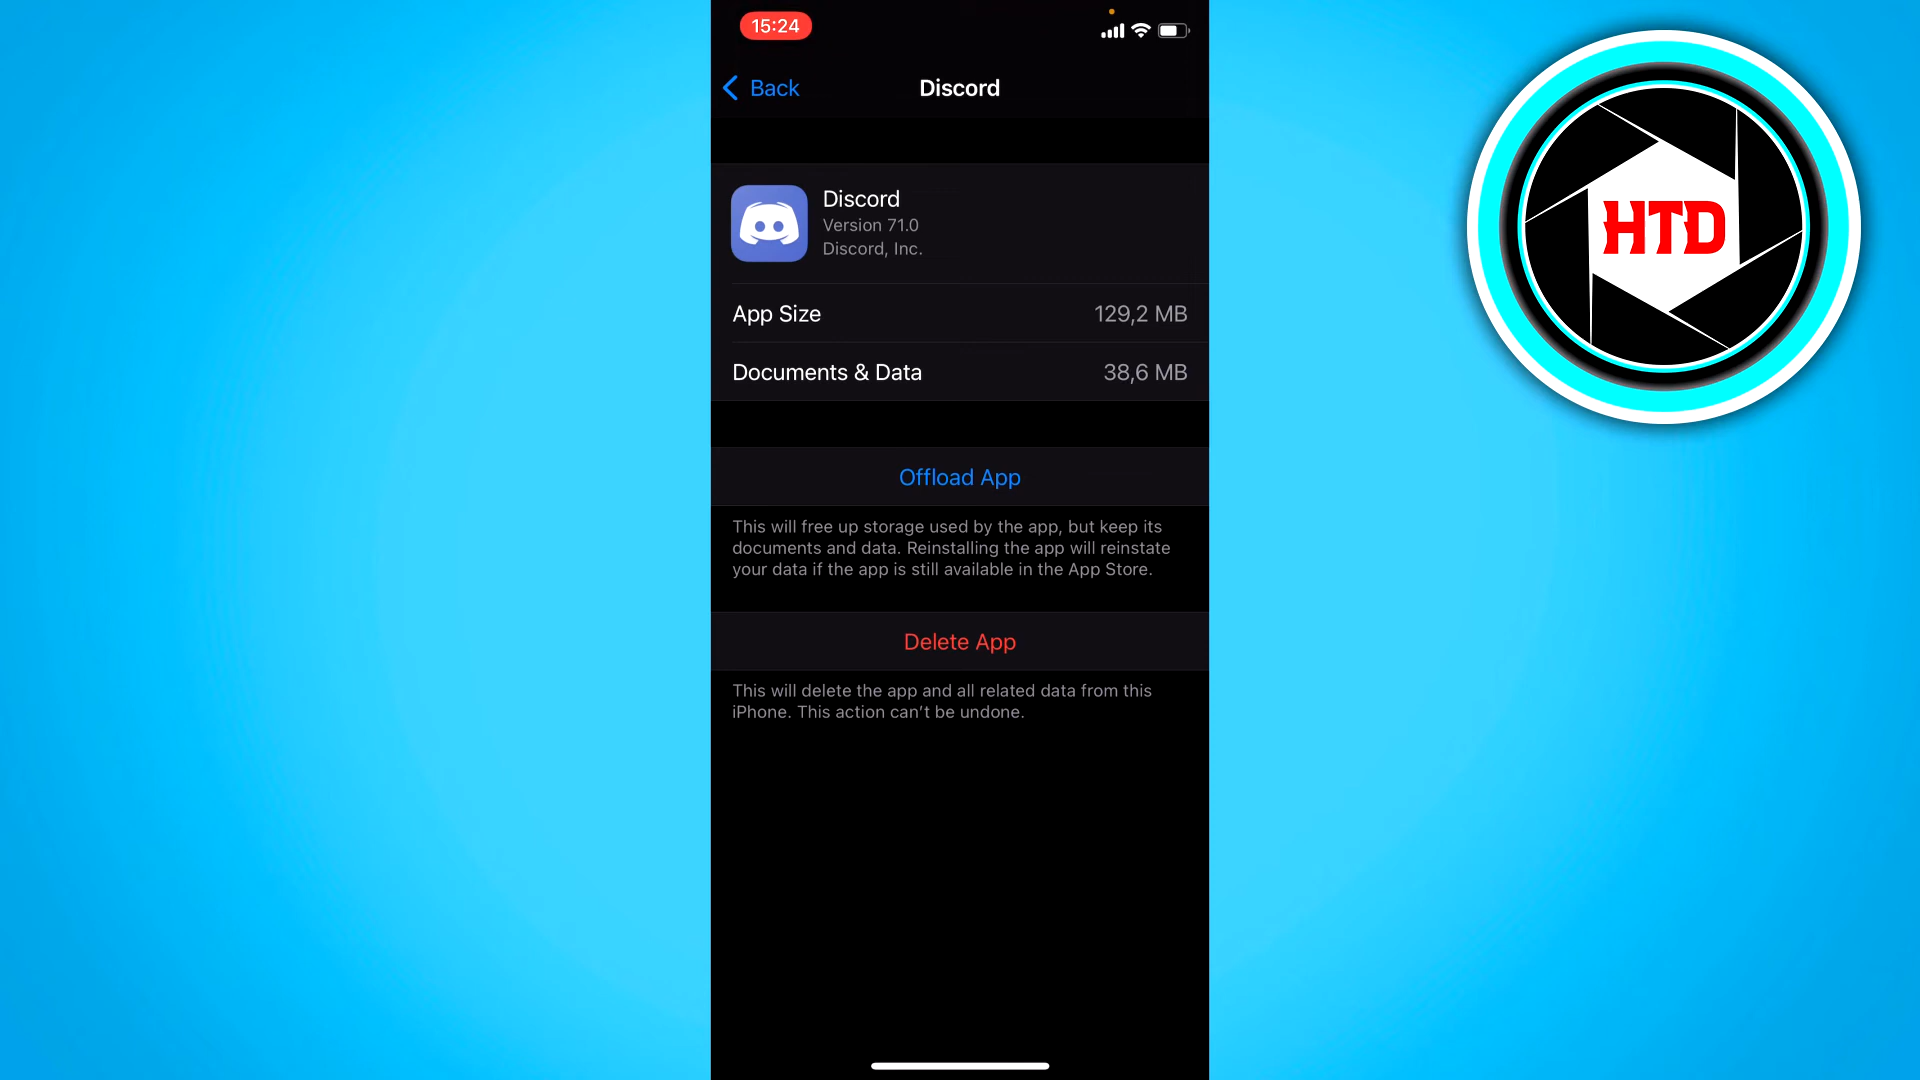 15:24
Back
Discord
Discord
Version 71.0
Discord, Inc.
App Size
129,2 MB
Documents & Data
38,6 MB
Offload App
This will free up storage used by the app, but keep its
documents and data. Reinstalling the app will reinstate
your data if the app is still available in the App Store.
Delete App
This will delete the app and all related data from this
iPhone. This action can't be undone.
HTD